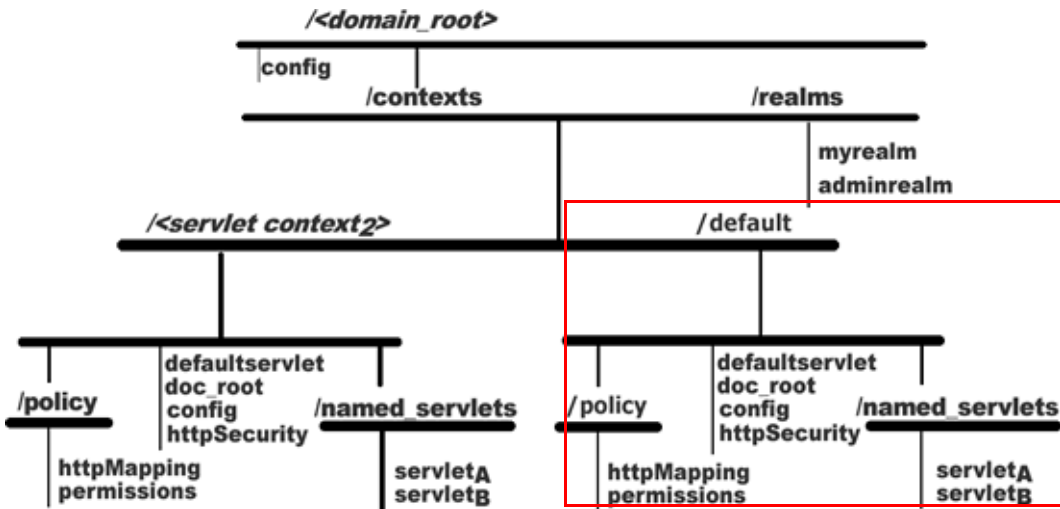 /<domain_root>
config
/contexts
/realms
myrealm
adminrealm
/<servlet context2>
/default
defaultservlet
doc_root
config
httpSecurity
/policy
/named_servlets
httpMapping
permissions
servletA
servletB
defaultservlet
doc_root
config
httpSecurity
/policy
/named_servlets
httpMapping
permissions
servletA
servletB